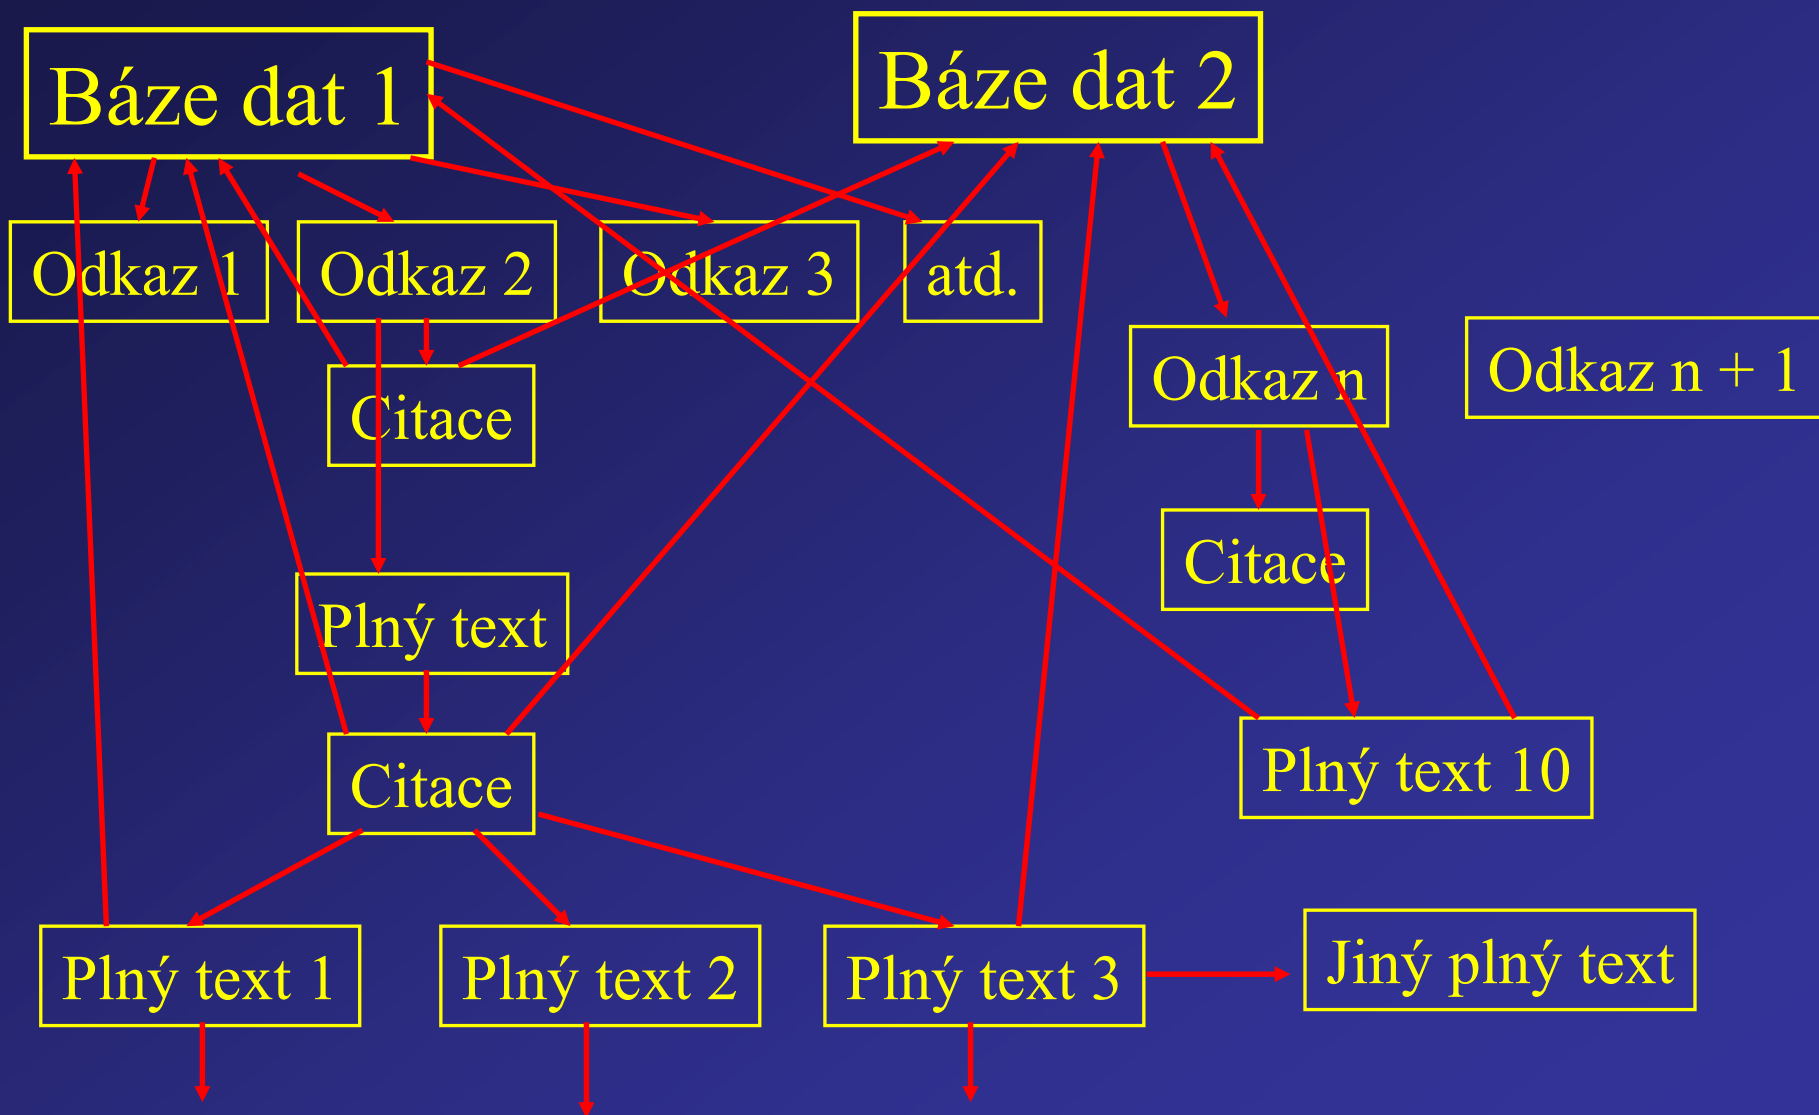 Báze dat 1
Báze dat 2
Odkaz 1
Odkaz 2
Odkaz 3
atd.
Odkaz n
Odkaz n + 1
Citace
Citace
Plný text
Citace
Plný text 10
Plný text 1
Plný text 2
Plný text 3
Jiný plný text